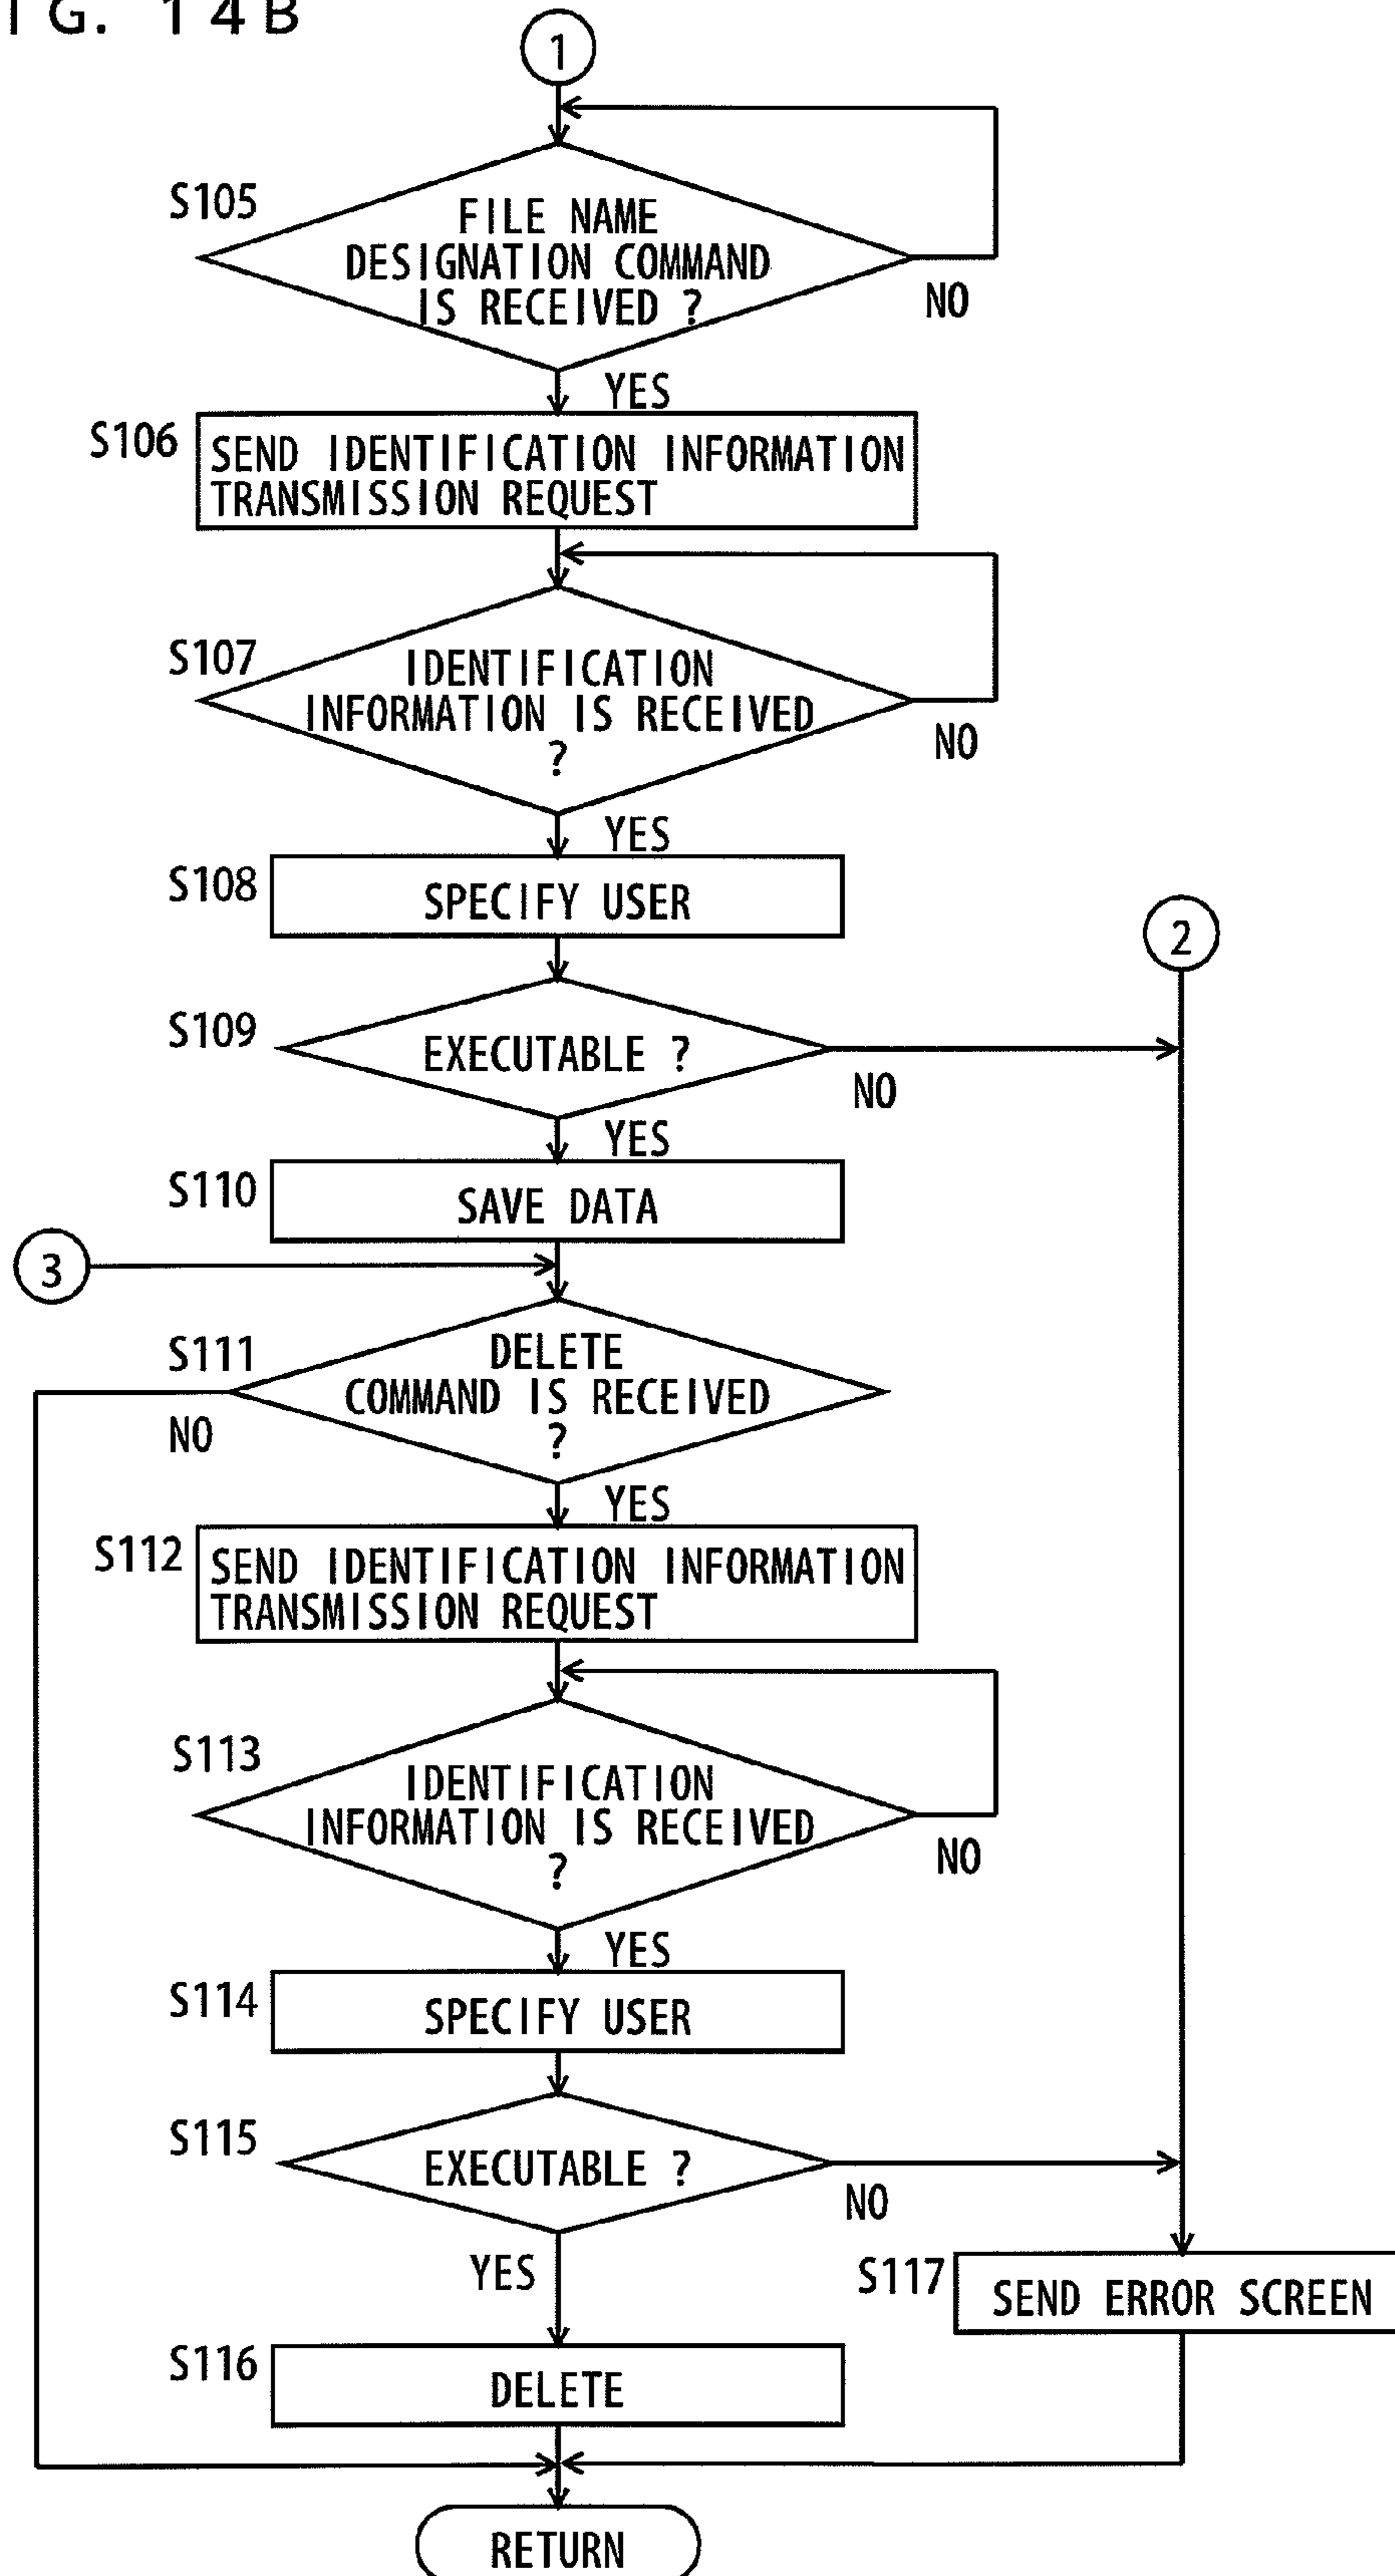 IG. 14B
1
S105
FILE NAME
DESIGNATION COMMAND
IS RECEIVED ?
NO
YES
S106
SEND IDENTIFICATION INFORMATION
TRANSMISSION REQUEST
S107
IDENTIFICATION
INFORMATION IS RECEIVED
?
NO
YES
S108
SPECIFY USER
2
S109
EXECUTABLE ?
NO
YES
S110
SAVE DATA
3
S111
DELETE
COMMAND IS RECEIVED
?
NO
YES
S112
SEND IDENTIFICATION INFORMATION
TRANSMISSION REQUEST
S113
IDENTIFICATION
INFORMATION IS RECEIVED
?
NO
YES
S114
SPECIFY USER
S115
EXECUTABLE ?
NO
YES
S117
SEND ERROR SCREEN
S116
DELETE
RETURN